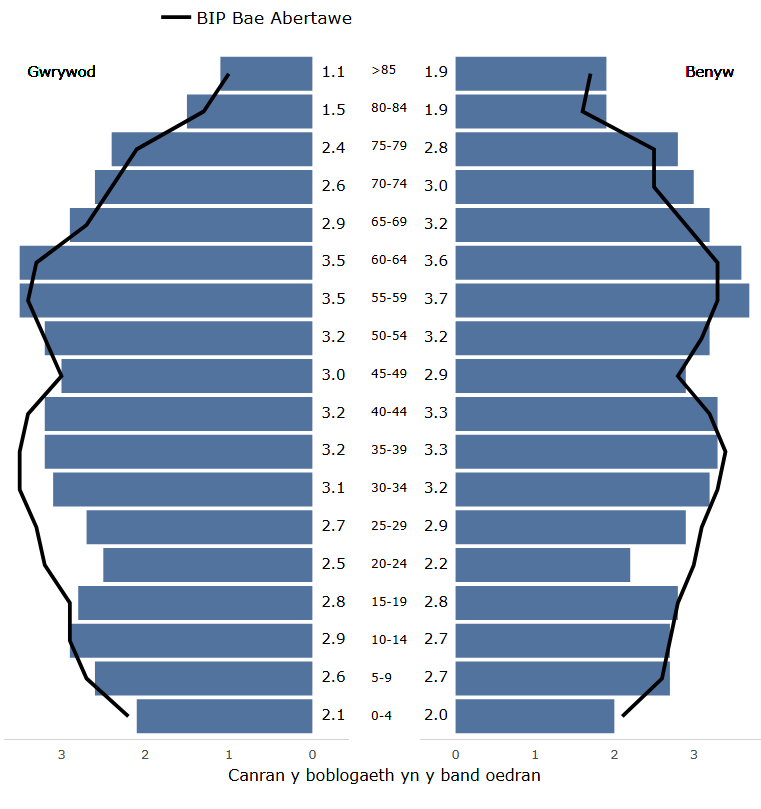 BIP Bae Abertawe
Gwrywod
Benyw
1.1 >85 1.9
1.5 80-84 1.9
2.4 75-79 2.8
2.6 70-74 3.0
2.9 65-69 3.2
3.5 60-64 3.6
3.5 55-59 3.7
3.2 50-54 3.2
3.0 45-49 2.9
3.2 40-44 3.3
3.2 35-39 3.3
3.1 30-34 3.2
2.7 25-29 2.9
2.5 20-24 2.2
2.8 15-19 2.8
2.9 10-14 2.7
2.6 5-9 2.7
2.1 0-4 2.0
3 2 1 0 0 1 2 3
Canran y boblogaeth yn y band oedran